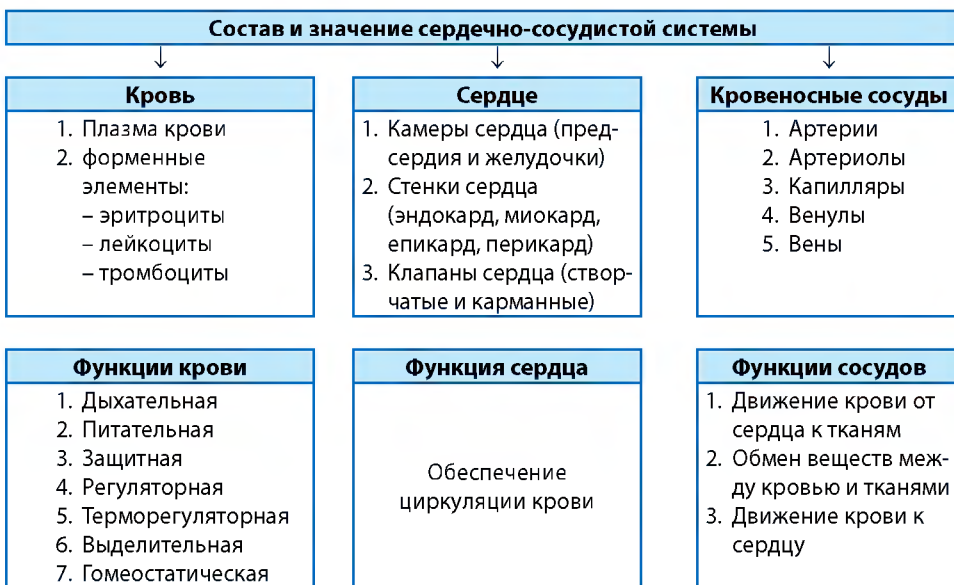 Состав и значение сердечно-сосудистой системы
↓ ↓ ↓
Кровь
1. Плазма крови
2. форменные
элементы:
– эритроциты
– лейкоциты
– тромбоциты
Сердце
1. Камеры сердца (пред-
сердия и желудочки)
2. Стенки сердца
(эндокард, миокард,
епикард, перикард)
3. Клапаны сердца (створ-
чатые и карманные)
Кровеносные сосуды
1. Артерии
2. Артериолы
3. Капилляры
4. Венулы
5. Вены
Функции крови
1. Дыхательная
2. Питательная
3. Защитная
4. Регуляторная
5. Терморегуляторная
6. Выделительная
7. Гомеостатическая
Функция сердца
Обеспечение
циркуляции крови
Функции сосудов
1. Движение крови от
сердца к тканям
2. Обмен веществ меж-
ду кровью и тканями
3. Движение крови к
сердцу